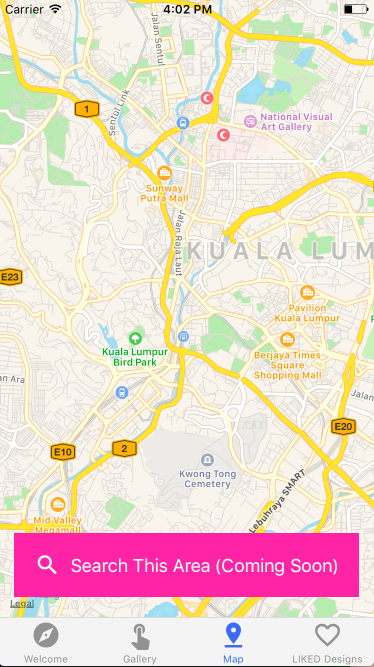 Carrier 4:02 PM
Jalan Sentul
1
Sentul Link
National Visual
Art Gallery
Sunway
Putra Mall
Jalan Raja Laut
KUALA LUM
E23
Pavilion
Kuala Lumpur
Kuala Lumpur
Bird Park
Berjaya Times
Square
Shopping Mall
an Ara
Jalan
E20
E10
2
Kwong Tong
Cemetery
Lebuhraya SMART
Mid Valley
Megamall
Search This Area (Coming Soon)
Legal
Welcome Gallery Map LIKED Designs